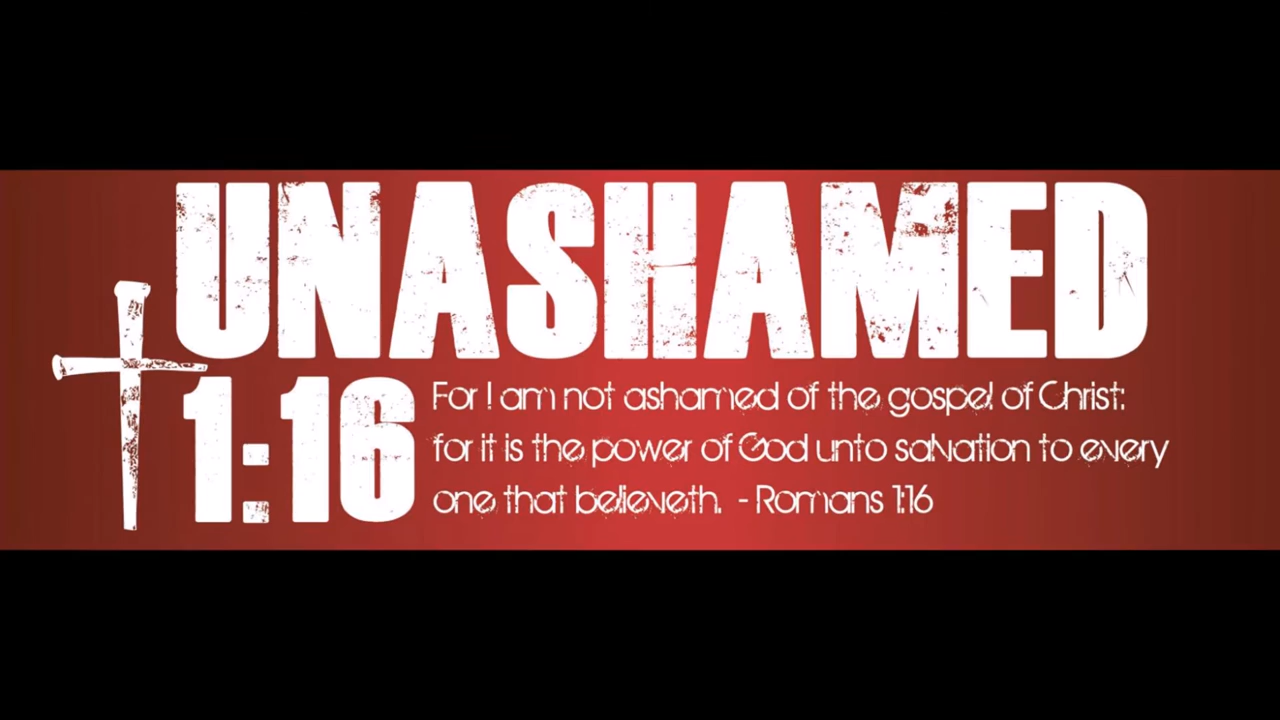 UNASHAMED
1:16
For I am not ashamed of the gospel of Christ:
for it is the power of God unto salvation to every
one that believeth. - Romans 1:16